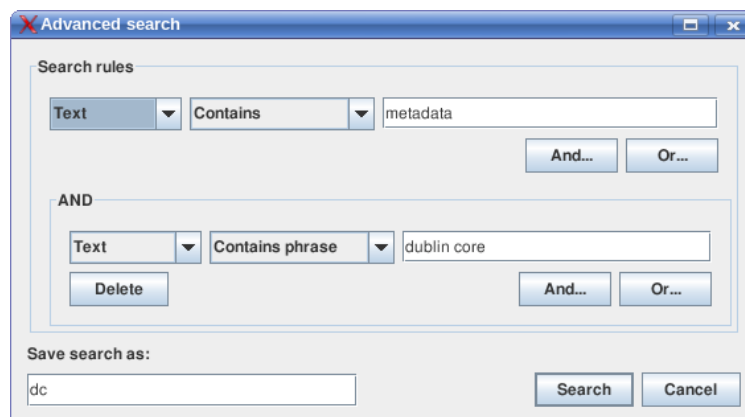 Advanced search
Search rules
Text Contains metadata
And... Or...
AND
Text Contains phrase dublin core
Delete And... Or...
Save search as:
dc Search Cancel